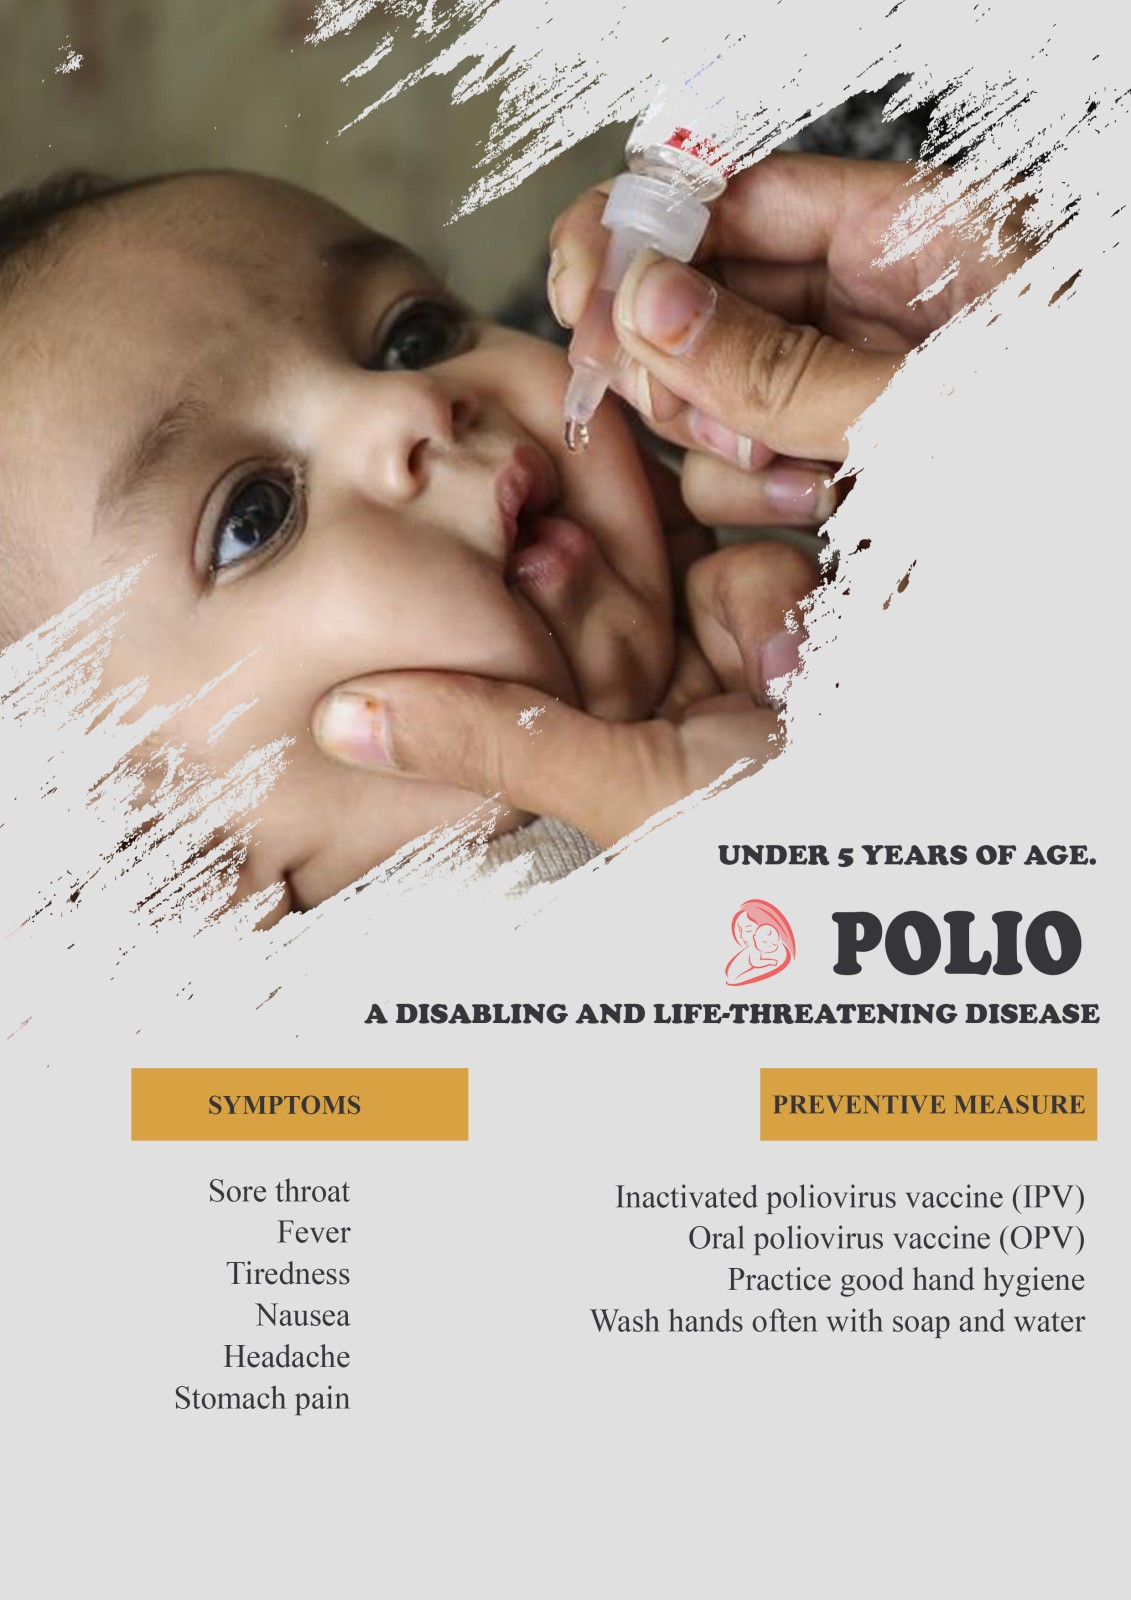 UNDER 5 YEARS OF AGE.
POLIO
A DISABLING AND LIFE-THREATENING DISEASE
SYMPTOMS
Sore throat
Fever
Tiredness
Nausea
Headache
Stomach pain
PREVENTIVE MEASURE
Inactivated poliovirus vaccine (IPV)
Oral poliovirus vaccine (OPV)
Practice good hand hygiene
Wash hands often with soap and water